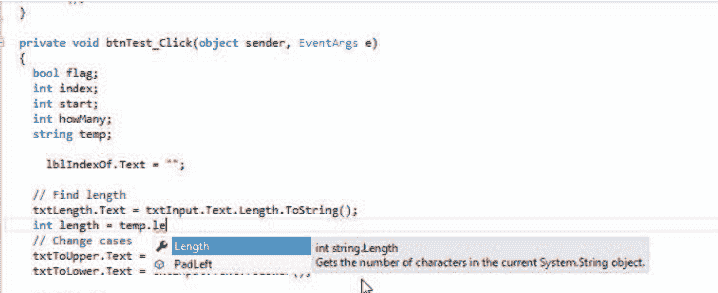 }
private void btnTest_Click(object sender, EventArgs e)
{
bool flag;
int index;
int start;
int howMany;
string temp;
lblIndexOf.Text = "";
// Find length
txtLength.Text = txtInput.Text.Length.ToString();
int length = temp.le
// Change cases
txtToUpper.Text =
txtToLower.Text =
Length
PadLeft
int string.Length
Gets the number of characters in the current System.String object.